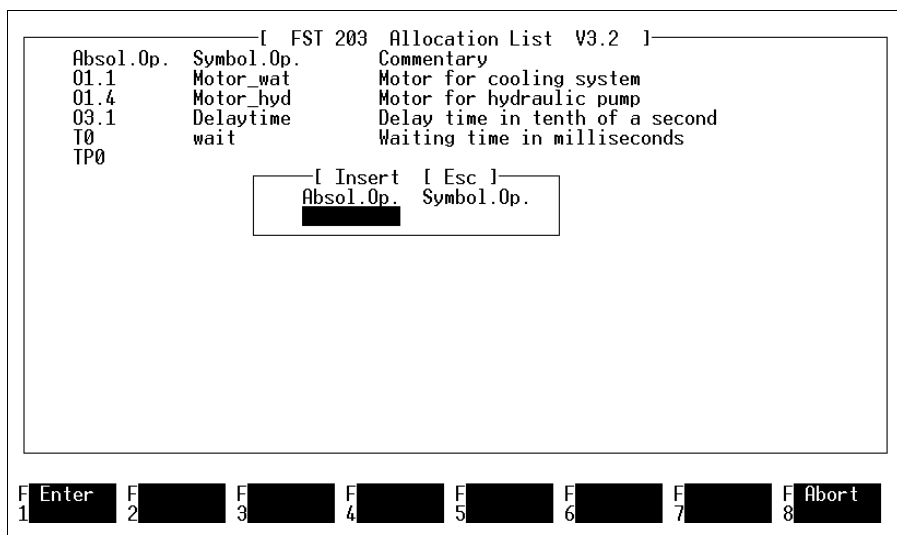 [ FST 203 Allocation List V3.2 ]
Absol.Op. Symbol.Op. Commentary
O1.1 Motor_wat Motor for cooling system
O1.4 Motor_hyd Motor for hydraulic pump
O3.1 Delaytime Delay time in tenth of a second
T0 wait Waiting time in milliseconds
TP0
[ Insert [ Esc ]
Absol.Op. Symbol.Op.
F1 Enter F2 F3 F4 F5 F6 F7 F8 Abort